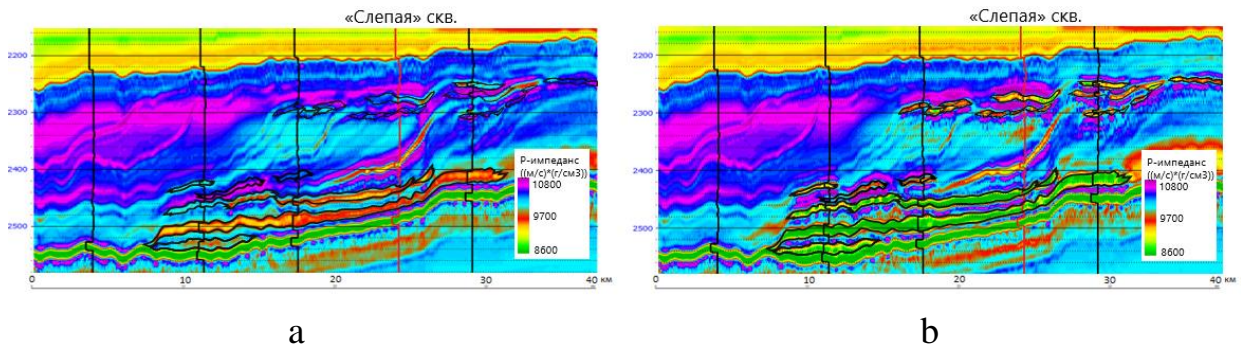 «Слепая» скв.
2200
2300
2400
2500
Р-импеданс
((м/с)*(г/см3))
10800
9700
8600
0
10
20
30
40 км
a
«Слепая» скв.
2200
2300
2400
2500
Р-импеданс
((м/с)*(г/см3))
10800
9700
8600
0
10
20
30
40 км
b